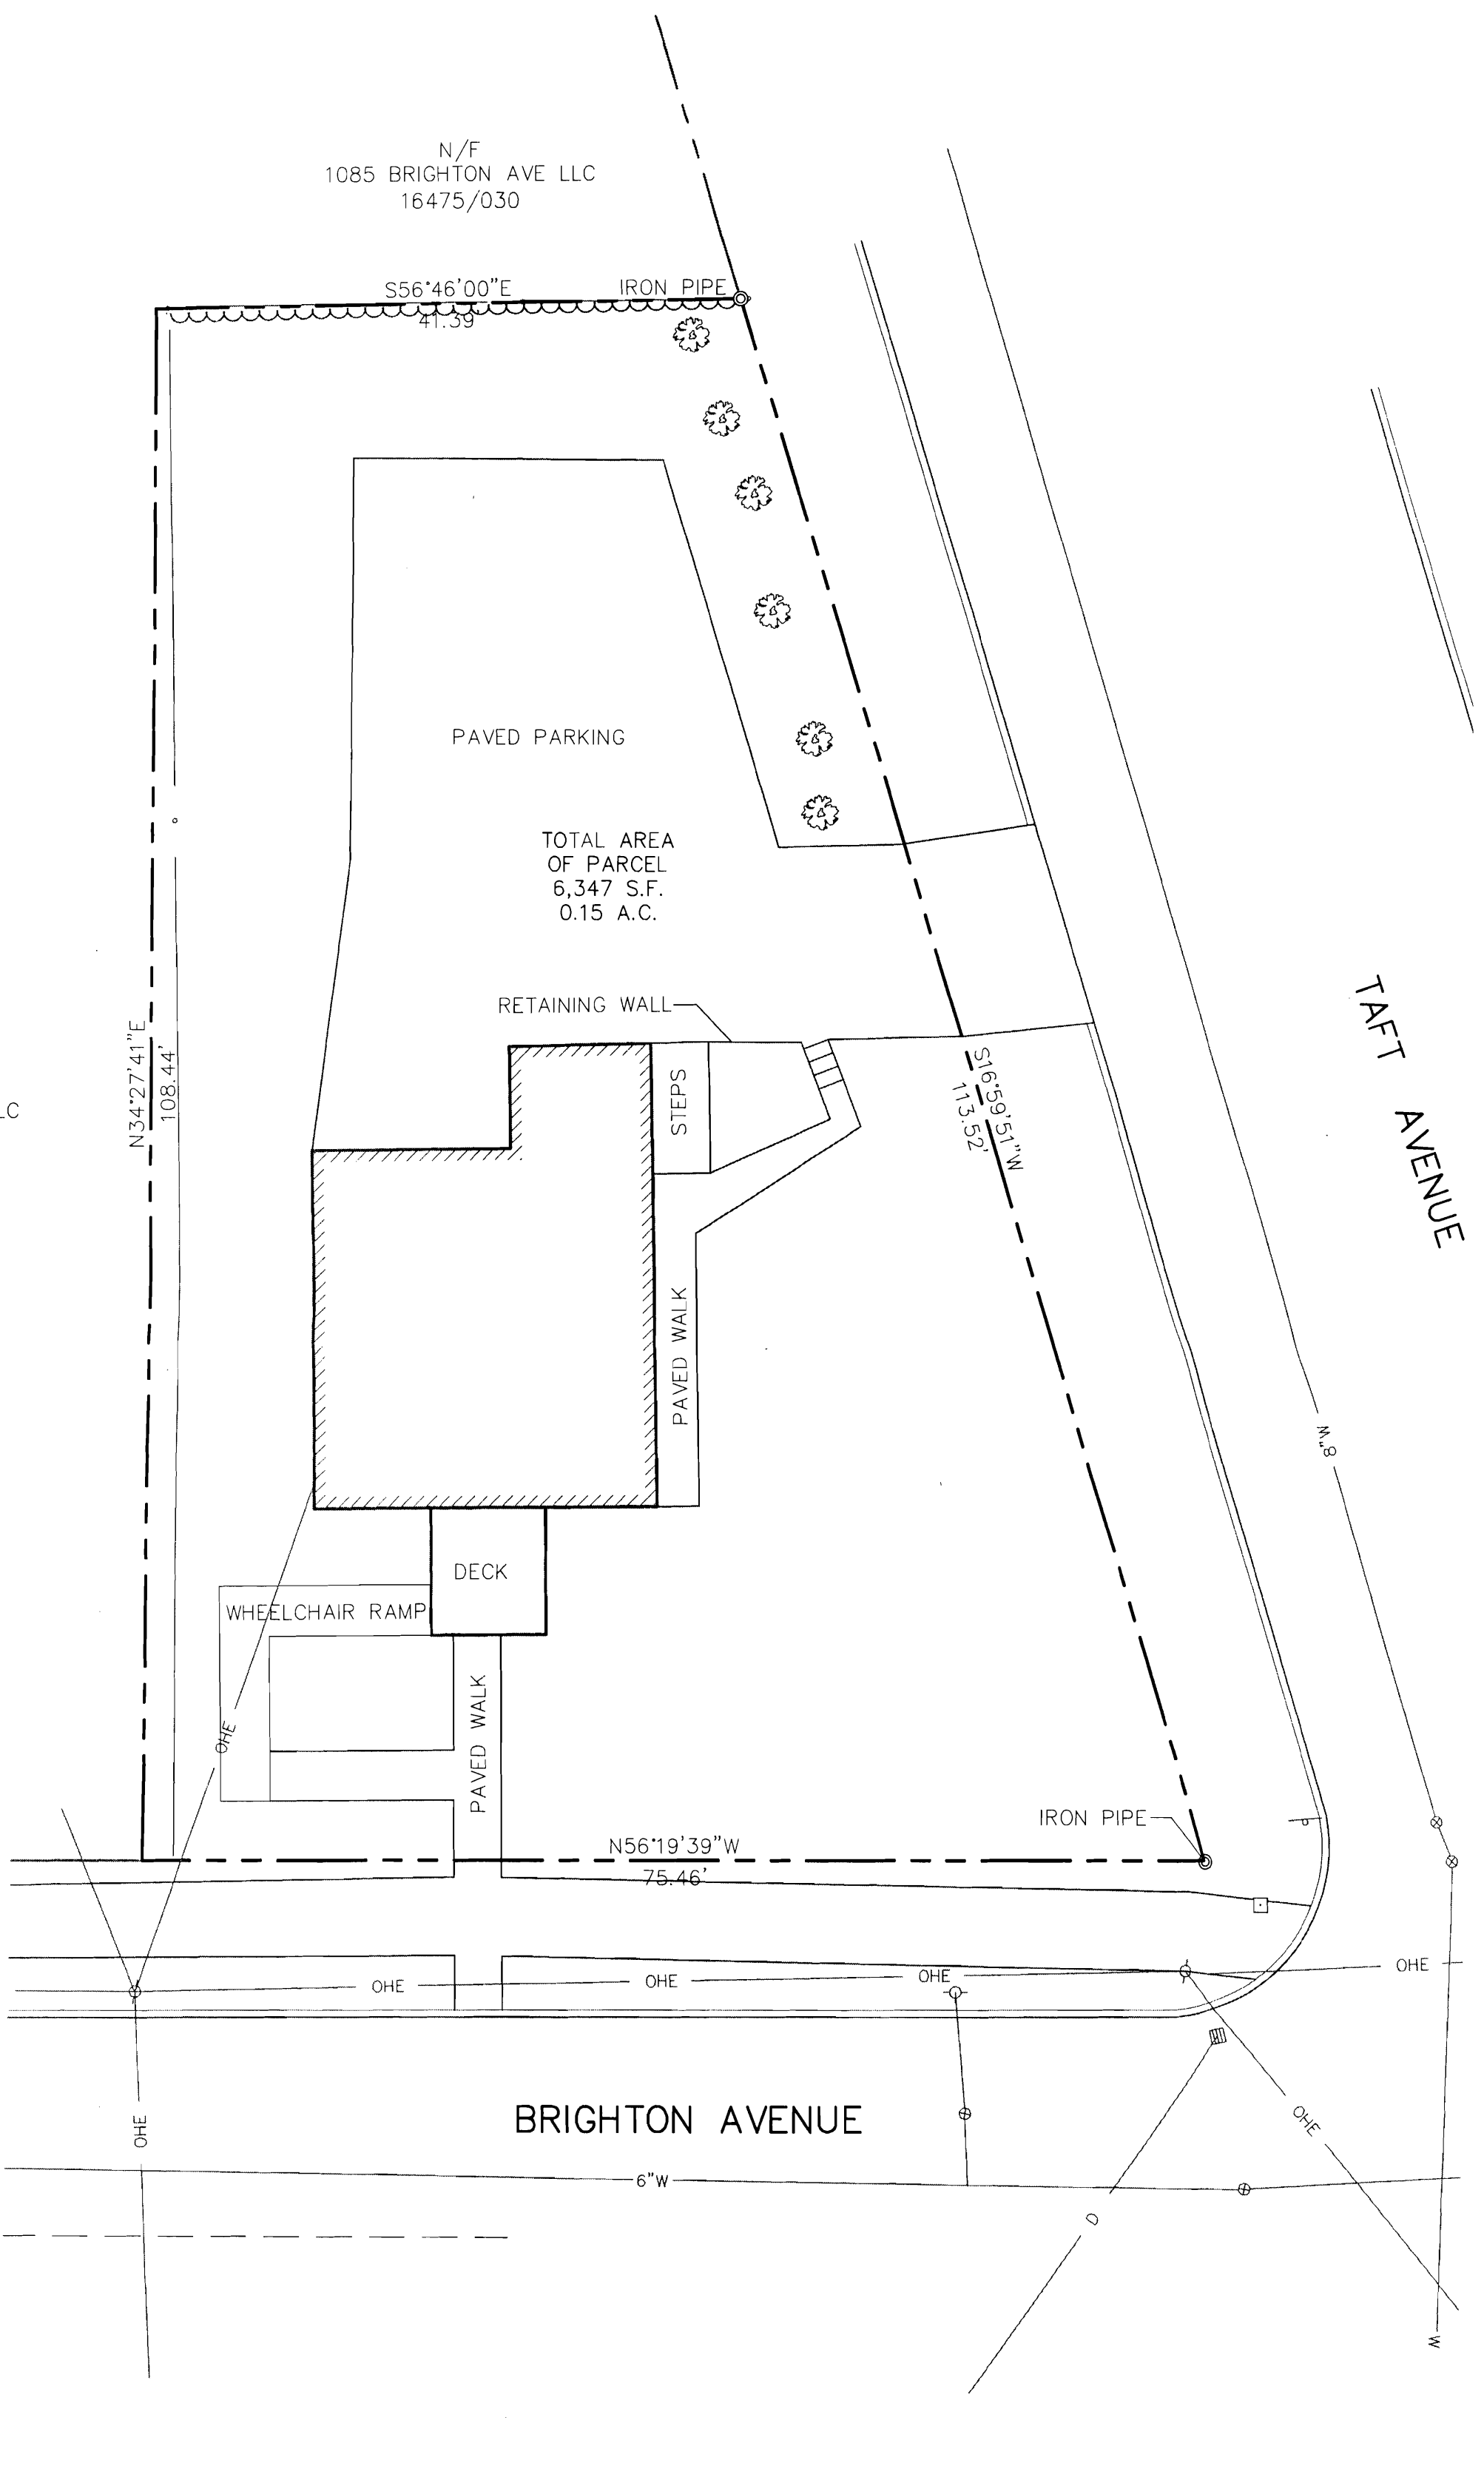 N/F
1085 BRIGHTON AVE LLC
16475/030
S56°46'00"E
IRON PIPE
41.39'
PAVED PARKING
TOTAL AREA
OF PARCEL
6,347 S.F.
0.15 A.C.
RETAINING WALL
TAFT AVENUE
N34°27'41"E
108.44'
S16°59'51"W
113.52'
LC
STEPS
PAVED WALK
8"W
DECK
WHEELCHAIR RAMP
OHE
PAVED WALK
IRON PIPE
N56°19'39"W
75.46'
OHE
OHE
OHE
OHE
OHE
BRIGHTON AVENUE
OHE
6"W
D
W